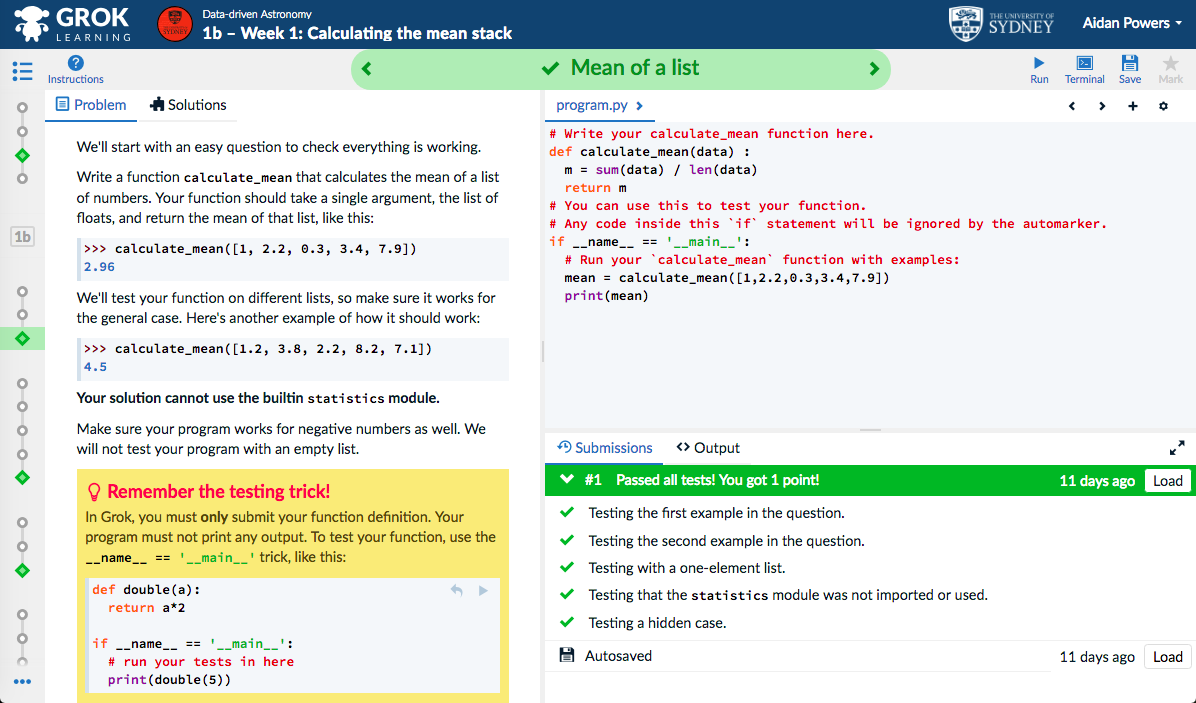 GROK
LEARNING
SYDNEY
Data-driven Astronomy
1b – Week 1: Calculating the mean stack
THE UNIVERSITY OF
SYDNEY
Aidan Powers
Instructions
Mean of a list
Run
Terminal
Save
Mark
Problem
Solutions
1b
We'll start with an easy question to check everything is working.
Write a function calculate_mean that calculates the mean of a list
of numbers. Your function should take a single argument, the list of
floats, and return the mean of that list, like this:
>>> calculate_mean([1, 2.2, 0.3, 3.4, 7.9])
2.96
We'll test your function on different lists, so make sure it works for
the general case. Here's another example of how it should work:
>>> calculate_mean([1.2, 3.8, 2.2, 8.2, 7.1])
4.5
Your solution cannot use the builtin statistics module.
Make sure your program works for negative numbers as well. We
will not test your program with an empty list.
Remember the testing trick!
In Grok, you must only submit your function definition. Your
program must not print any output. To test your function, use the
__name__ == '__main__' trick, like this:
def double(a):
  return a*2
if __name__ == '__main__':
  # run your tests in here
  print(double(5))
program.py
# Write your calculate_mean function here.
def calculate_mean(data) :
  m = sum(data) / len(data)
  return m
# You can use this to test your function.
# Any code inside this `if` statement will be ignored by the automarker.
if __name__ == '__main__':
  # Run your `calculate_mean` function with examples:
  mean = calculate_mean([1,2.2,0.3,3.4,7.9])
  print(mean)
Submissions
Output
#1 Passed all tests! You got 1 point! 11 days ago Load
Testing the first example in the question.
Testing the second example in the question.
Testing with a one-element list.
Testing that the statistics module was not imported or used.
Testing a hidden case.
Autosaved 11 days ago Load